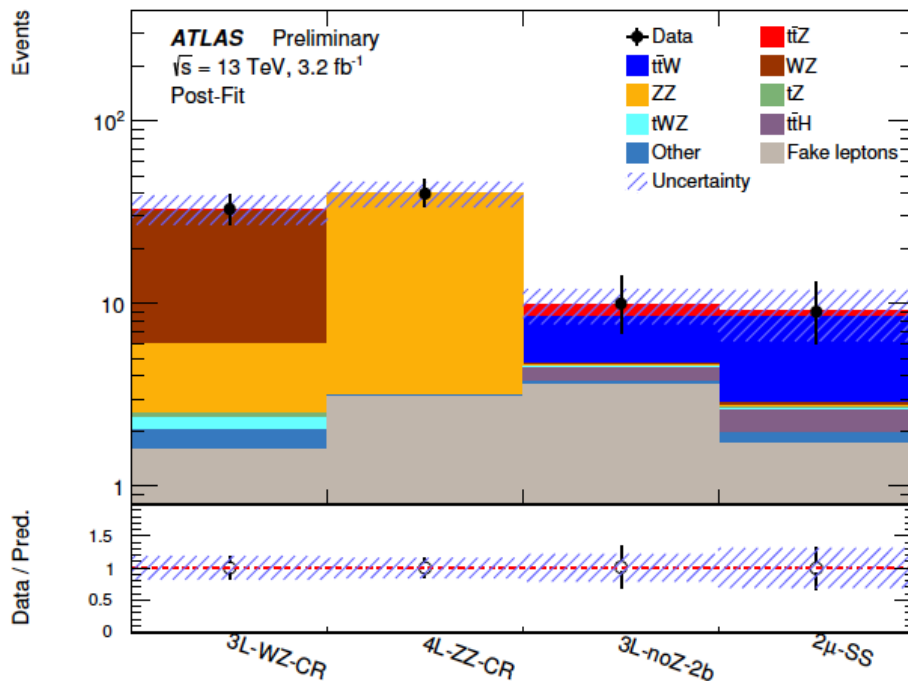 Events
ATLAS Preliminary
√s = 13 TeV, 3.2 fb⁻¹
Post-Fit
Data
tt̄Z
tt̄W
WZ
ZZ
tZ
tWZ
tt̄H
Other
Fake leptons
Uncertainty
10²
10
1
Data / Pred.
1.5
1
0.5
0
3L-WZ-CR
4L-ZZ-CR
3L-noZ-2b
2μ-SS